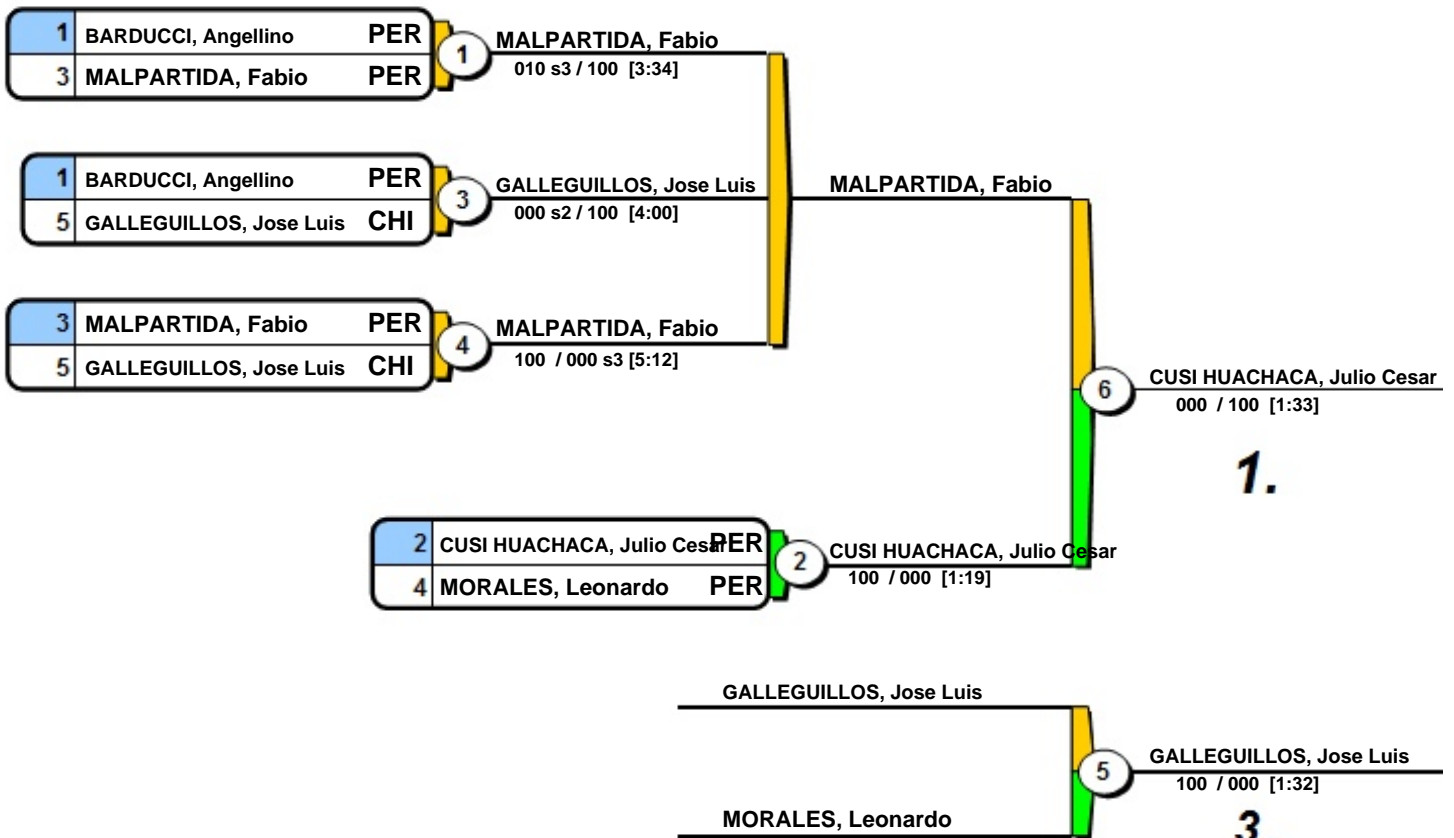 1 BARDUCCI, Angellino PER
3 MALPARTIDA, Fabio PER
1
MALPARTIDA, Fabio
010 s3 / 100 [3:34]
1 BARDUCCI, Angellino PER
5 GALLEGUILLOS, Jose Luis CHI
3
GALLEGUILLOS, Jose Luis
000 s2 / 100 [4:00]
MALPARTIDA, Fabio
3 MALPARTIDA, Fabio PER
5 GALLEGUILLOS, Jose Luis CHI
4
MALPARTIDA, Fabio
100 / 000 s3 [5:12]
6
CUSI HUACHACA, Julio Cesar
000 / 100 [1:33]
1.
2 CUSI HUACHACA, Julio Cesar PER
4 MORALES, Leonardo PER
2
CUSI HUACHACA, Julio Cesar
100 / 000 [1:19]
GALLEGUILLOS, Jose Luis
MORALES, Leonardo
5
GALLEGUILLOS, Jose Luis
100 / 000 [1:32]
3